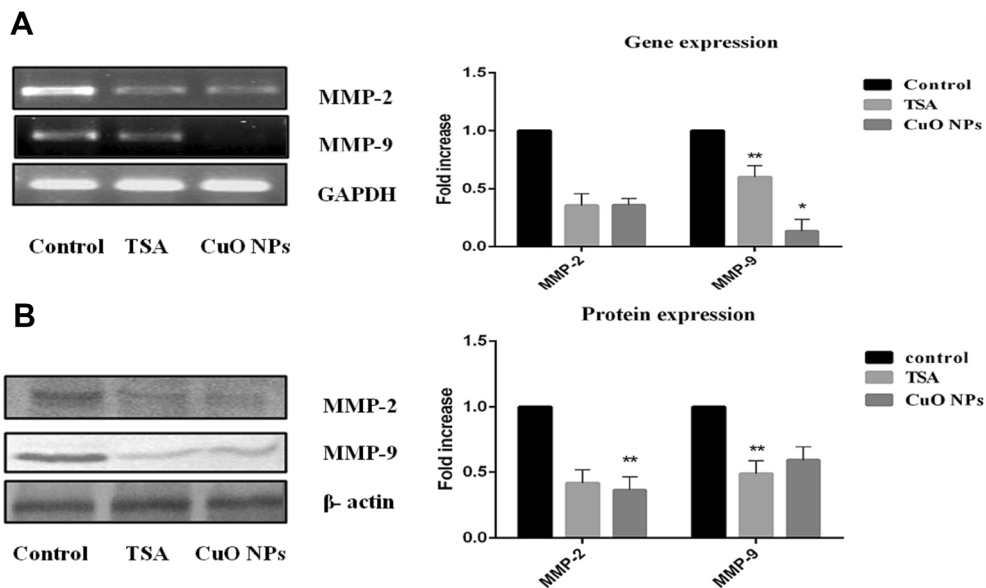 A
MMP-2
MMP-9
GAPDH
Control TSA CuO NPs
Gene expression
Fold increase
1.5
1.0
0.5
0.0
**
*
MMP-2
MMP-9
Control
TSA
CuO NPs
B
MMP-2
MMP-9
β- actin
Control TSA CuO NPs
Protein expression
Fold increase
1.5
1.0
0.5
0.0
**
**
MMP-2
MMP-9
control
TSA
CuO NPs